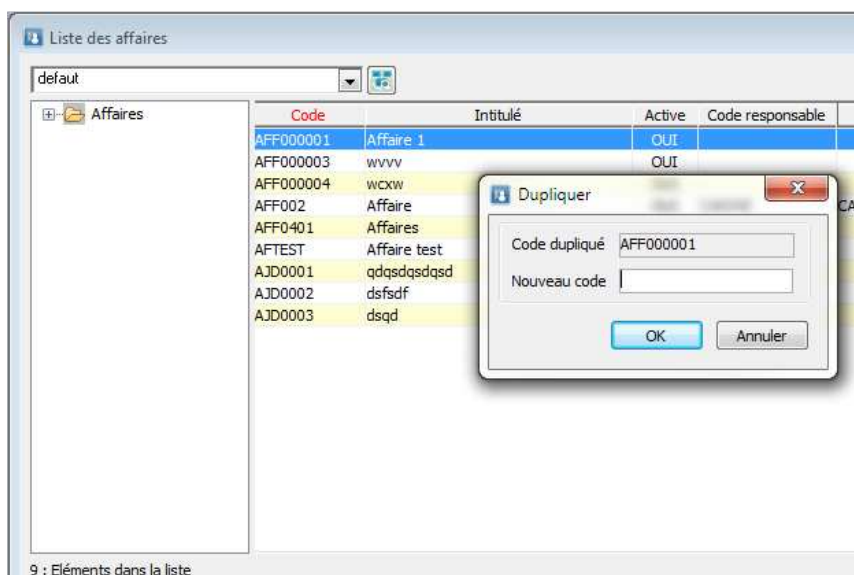 Liste des affaires
defaut
Affaires
Code Intitulé Active Code responsable
AFF000001 Affaire 1 OUI
AFF000003 wvvv OUI
AFF000004 wcxw
AFF002 Affaire CA
AFF0401 Affaires
AFTEST Affaire test
AJD0001 qdqsdqsdqsd
AJD0002 dsfsdf
AJD0003 dsqd
Dupliquer
Code dupliqué AFF000001
Nouveau code
OK Annuler
9 : Eléments dans la liste